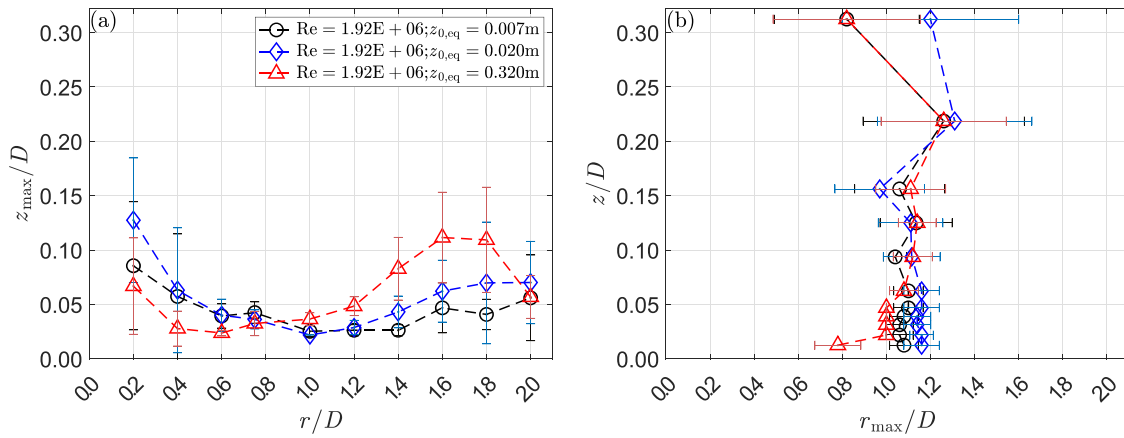 (a)
Re = 1.92E + 06; z0,eq = 0.007m
Re = 1.92E + 06; z0,eq = 0.020m
Re = 1.92E + 06; z0,eq = 0.320m
0.30
0.25
0.20
0.15
0.10
0.05
0.00
zmax/D
0.0 0.2 0.4 0.6 0.8 1.0 1.2 1.4 1.6 1.8 2.0
r/D
(b)
0.30
0.25
0.20
0.15
0.10
0.05
0.00
z/D
0.0 0.2 0.4 0.6 0.8 1.0 1.2 1.4 1.6 1.8 2.0
rmax/D